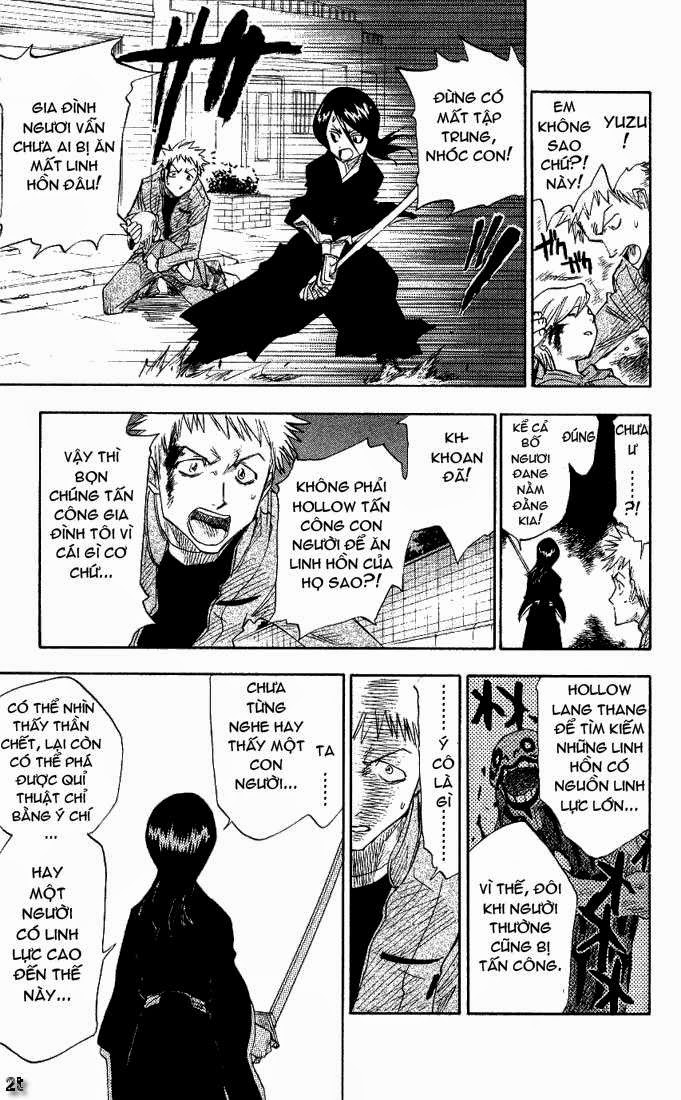 YUZU
!
EM
KHÔNG
SAO
CHỨ?!
NÀY!
ĐỪNG CÓ
MẤT TẬP
TRUNG,
NHÓC CON!
GIA ĐÌNH
NGƯƠI VẪN
CHƯA AI BỊ ĂN
MẤT LINH
HỒN ĐÂU!
CHƯA
Ư
......
?!
ĐÚNG
KỂ CẢ
BỐ
NGƯƠI
ĐANG
NẰM
ĐẰNG
KIA!
KH-
KHOAN
ĐÃ!
KHÔNG PHẢI
HOLLOW TẤN
CÔNG CON
NGƯỜI ĐỂ ĂN
LINH HỒN CỦA
HỌ SAO?!
VẬY THÌ
BỌN
CHÚNG TẤN
CÔNG GIA
ĐÌNH TÔI VÌ
CÁI GÌ CƠ
CHỨ...
HOLLOW
LANG THANG
ĐỂ TÌM KIẾM
NHỮNG LINH
HỒN CÓ
NGUỒN LINH
LỰC LỚN...
VÌ THẾ, ĐÔI
KHI NGƯỜI
THƯỜNG
CŨNG BỊ
TẤN CÔNG.
......
Ý CÔ
LÀ GÌ
......
TA
...
CHƯA
TỪNG
NGHE HAY
THẤY MỘT
CON
NGƯỜI...
CÓ THỂ NHÌN
THẤY THẦN
CHẾT, LẠI CÒN
CÓ THỂ PHÁ
ĐƯỢC QUỈ
THUẬT CHỈ
BẰNG Ý CHÍ
...
HAY
MỘT
NGƯỜI
CÓ LINH
LỰC CAO
ĐẾN THẾ
NÀY...